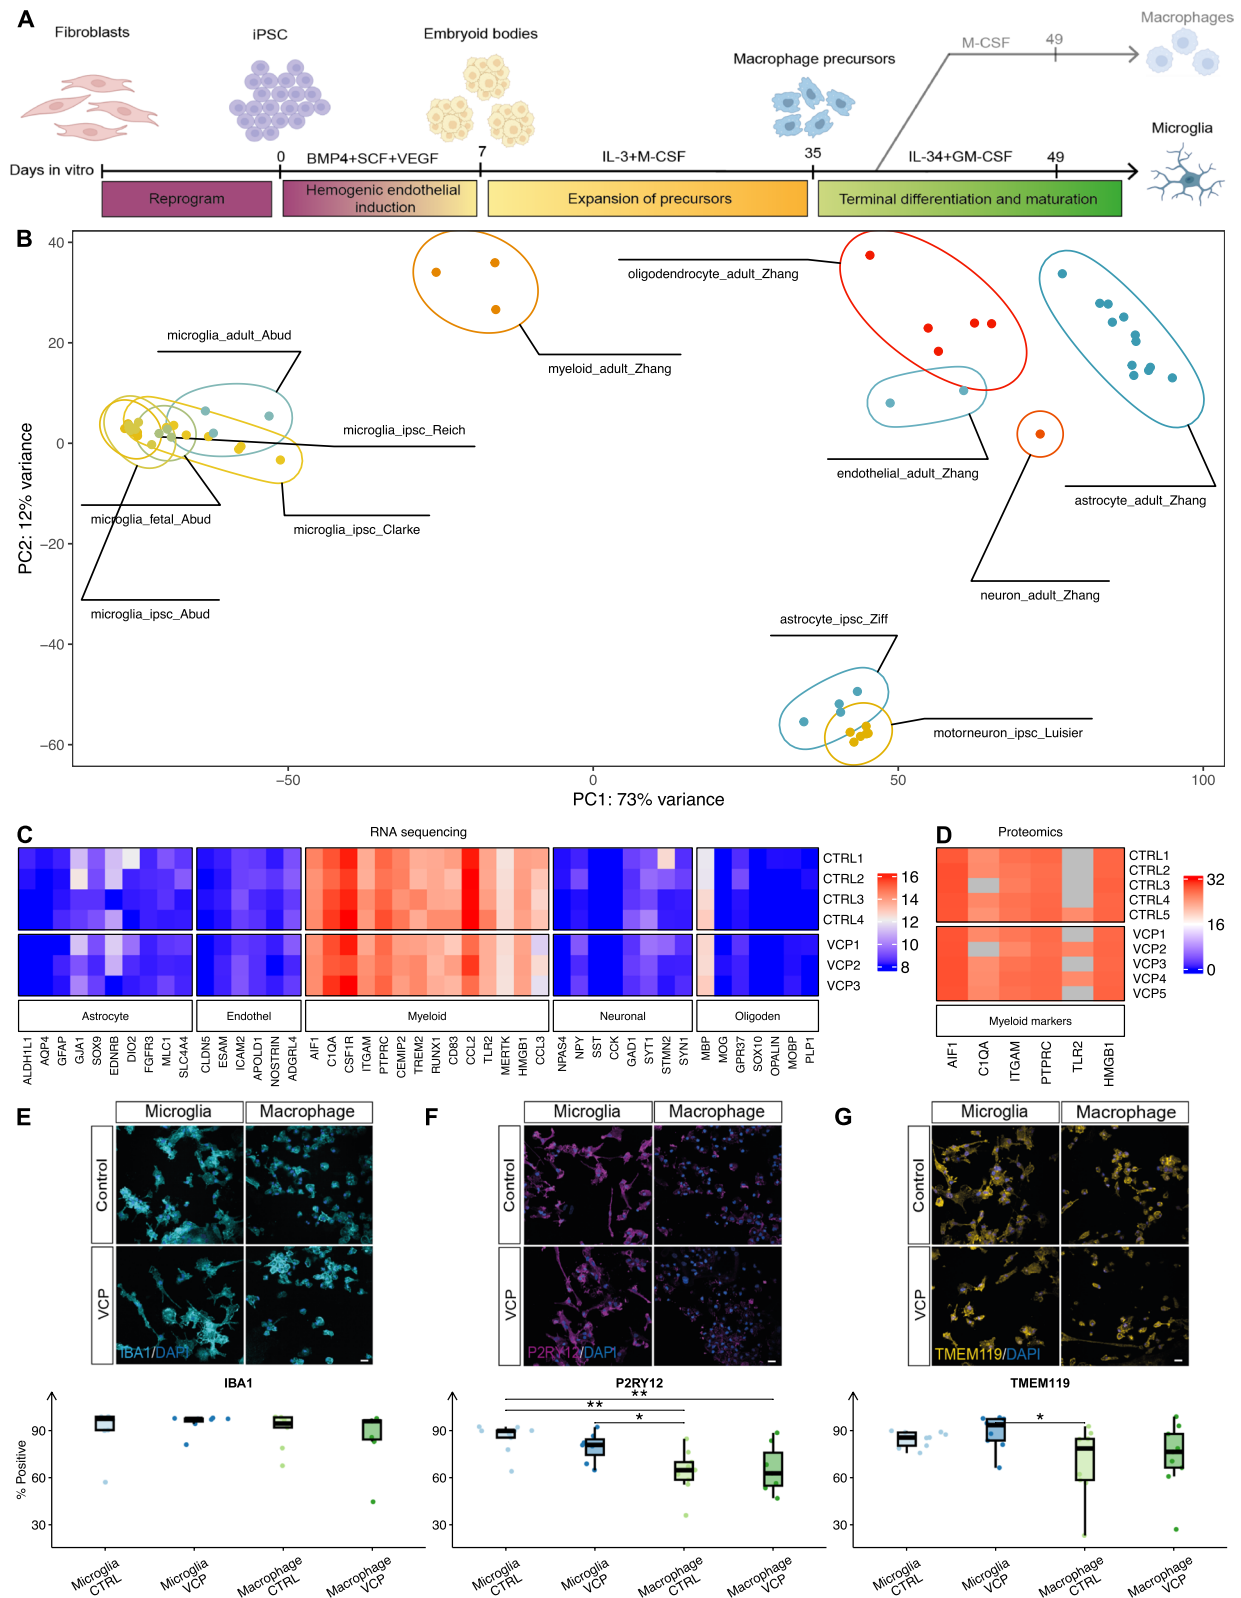 A
Fibroblasts
iPSC
Embryoid bodies
Macrophage precursors
Macrophages
M-CSF
49
Microglia
Days in vitro
0
BMP4+SCF+VEGF
7
IL-3+M-CSF
35
IL-34+GM-CSF
49
Reprogram
Hemogenic endothelial
induction
Expansion of precursors
Terminal differentiation and maturation
B
PC2: 12% variance
40
20
0
−20
−40
−60
oligodendrocyte_adult_Zhang
microglia_adult_Abud
myeloid_adult_Zhang
microglia_ipsc_Reich
endothelial_adult_Zhang
astrocyte_adult_Zhang
microglia_fetal_Abud
microglia_ipsc_Clarke
neuron_adult_Zhang
microglia_ipsc_Abud
astrocyte_ipsc_Ziff
motorneuron_ipsc_Luisier
−50
0
50
100
PC1: 73% variance
C
RNA sequencing
CTRL1
CTRL2
CTRL3
CTRL4
VCP1
VCP2
VCP3
16
14
12
10
8
Astrocyte
Endothel
Myeloid
Neuronal
Oligoden
ALDH1L1
AQP4
GFAP
GJA1
SOX9
EDNRB
DIO2
FGFR3
MLC1
SLC4A4
CLDN5
ESAM
ICAM2
APOLD1
NOSTRIN
ADGRL4
AIF1
C1QA
CSF1R
ITGAM
PTPRC
CEMIP2
TREM2
RUNX1
CD83
CCL2
TLR2
MERTK
HMGB1
CCL3
NPAS4
NPY
SST
CCK
GAD1
SYT1
STMN2
SYN1
MBP
MOG
GPR37
SOX10
OPALIN
MOBP
PLP1
D
Proteomics
CTRL1
CTRL2
CTRL3
CTRL4
CTRL5
VCP1
VCP2
VCP3
VCP4
VCP5
32
16
0
Myeloid markers
AIF1
C1QA
ITGAM
PTPRC
TLR2
HMGB1
E
Microglia
Macrophage
Control
VCP
IBA1/DAPI
IBA1
% Positive
90
60
30
Microglia
CTRL
Microglia
VCP
Macrophage
CTRL
Macrophage
VCP
F
Microglia
Macrophage
Control
VCP
P2RY12/DAPI
P2RY12
**
**
*
90
60
30
Microglia
CTRL
Microglia
VCP
Macrophage
CTRL
Macrophage
VCP
G
Microglia
Macrophage
Control
VCP
TMEM119/DAPI
TMEM119
*
90
60
30
Microglia
CTRL
Microglia
VCP
Macrophage
CTRL
Macrophage
VCP